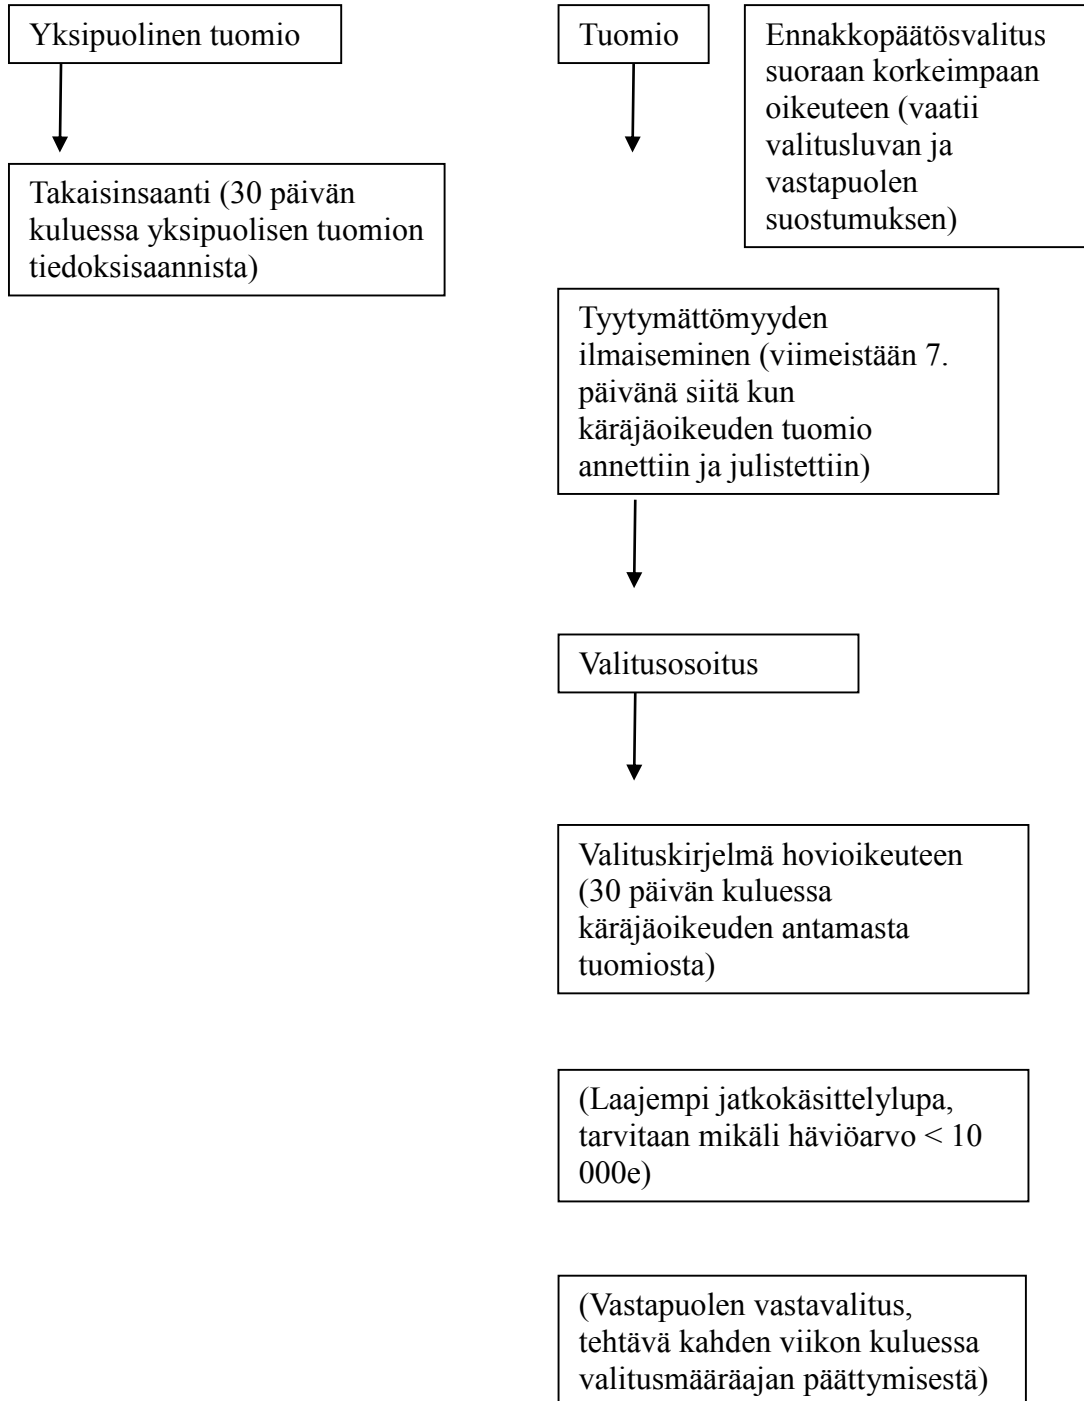 Yksipuolinen tuomio
Takaisinsaanti (30 päivän
kuluessa yksipuolisen tuomion
tiedoksisaannista)
Tuomio
Ennakkopäätösvalitus
suoraan korkeimpaan
oikeuteen (vaatii
valitusluvan ja
vastapuolen
suostumuksen)
Tyytymättömyyden
ilmaiseminen (viimeistään 7.
päivänä siitä kun
käräjäoikeuden tuomio
annettiin ja julistettiin)
Valitusosoitus
Valituskirjelmä hovioikeuteen
(30 päivän kuluessa
käräjäoikeuden antamasta
tuomiosta)
(Laajempi jatkokäsittelylupa,
tarvitaan mikäli häviöarvo < 10
000e)
(Vastapuolen vastavalitus,
tehtävä kahden viikon kuluessa
valitusmääräajan päättymisestä)